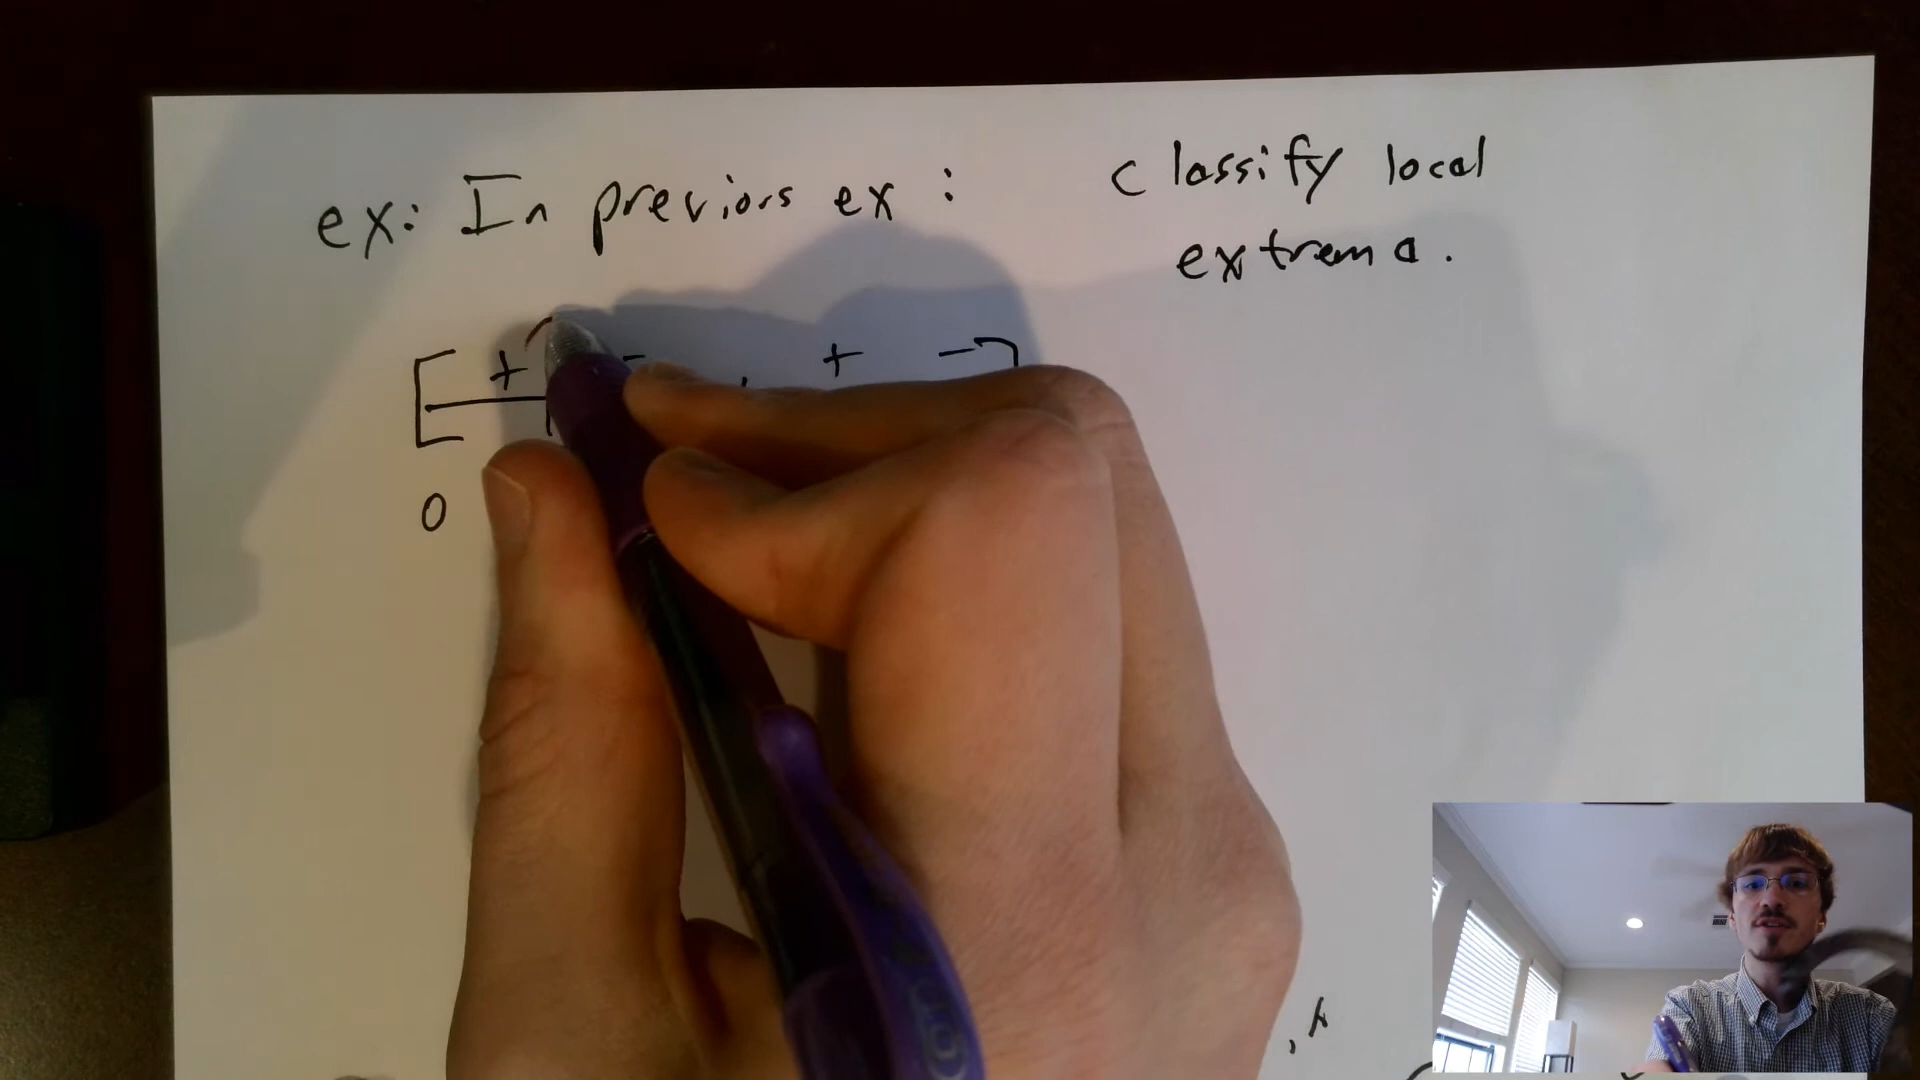 ex: In previous ex : classify local
extrema.
[ + - + - ]
0